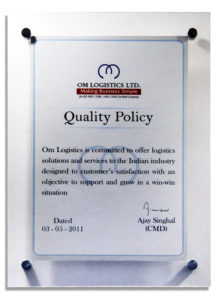 OM LOGISTICS LTD.
Making Business Simple
Quality Policy
Om Logistics is committed to offer logistics
solutions and services to the Indian industry
designed to customer's satisfaction with an
objective to support and grow in a win-win
situation
Dated
03 - 05 - 2011
Ajay Singhal
(CMD)